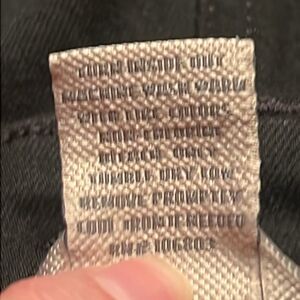 TURN INSIDE OUT
MACHINE WASH WARM
WITH LIKE COLORS
NON-CHLORINE
BLEACH ONLY
TUMBLE DRY LOW
REMOVE PROMPTLY
COOL IRON IF NEEDED
RN# 106803